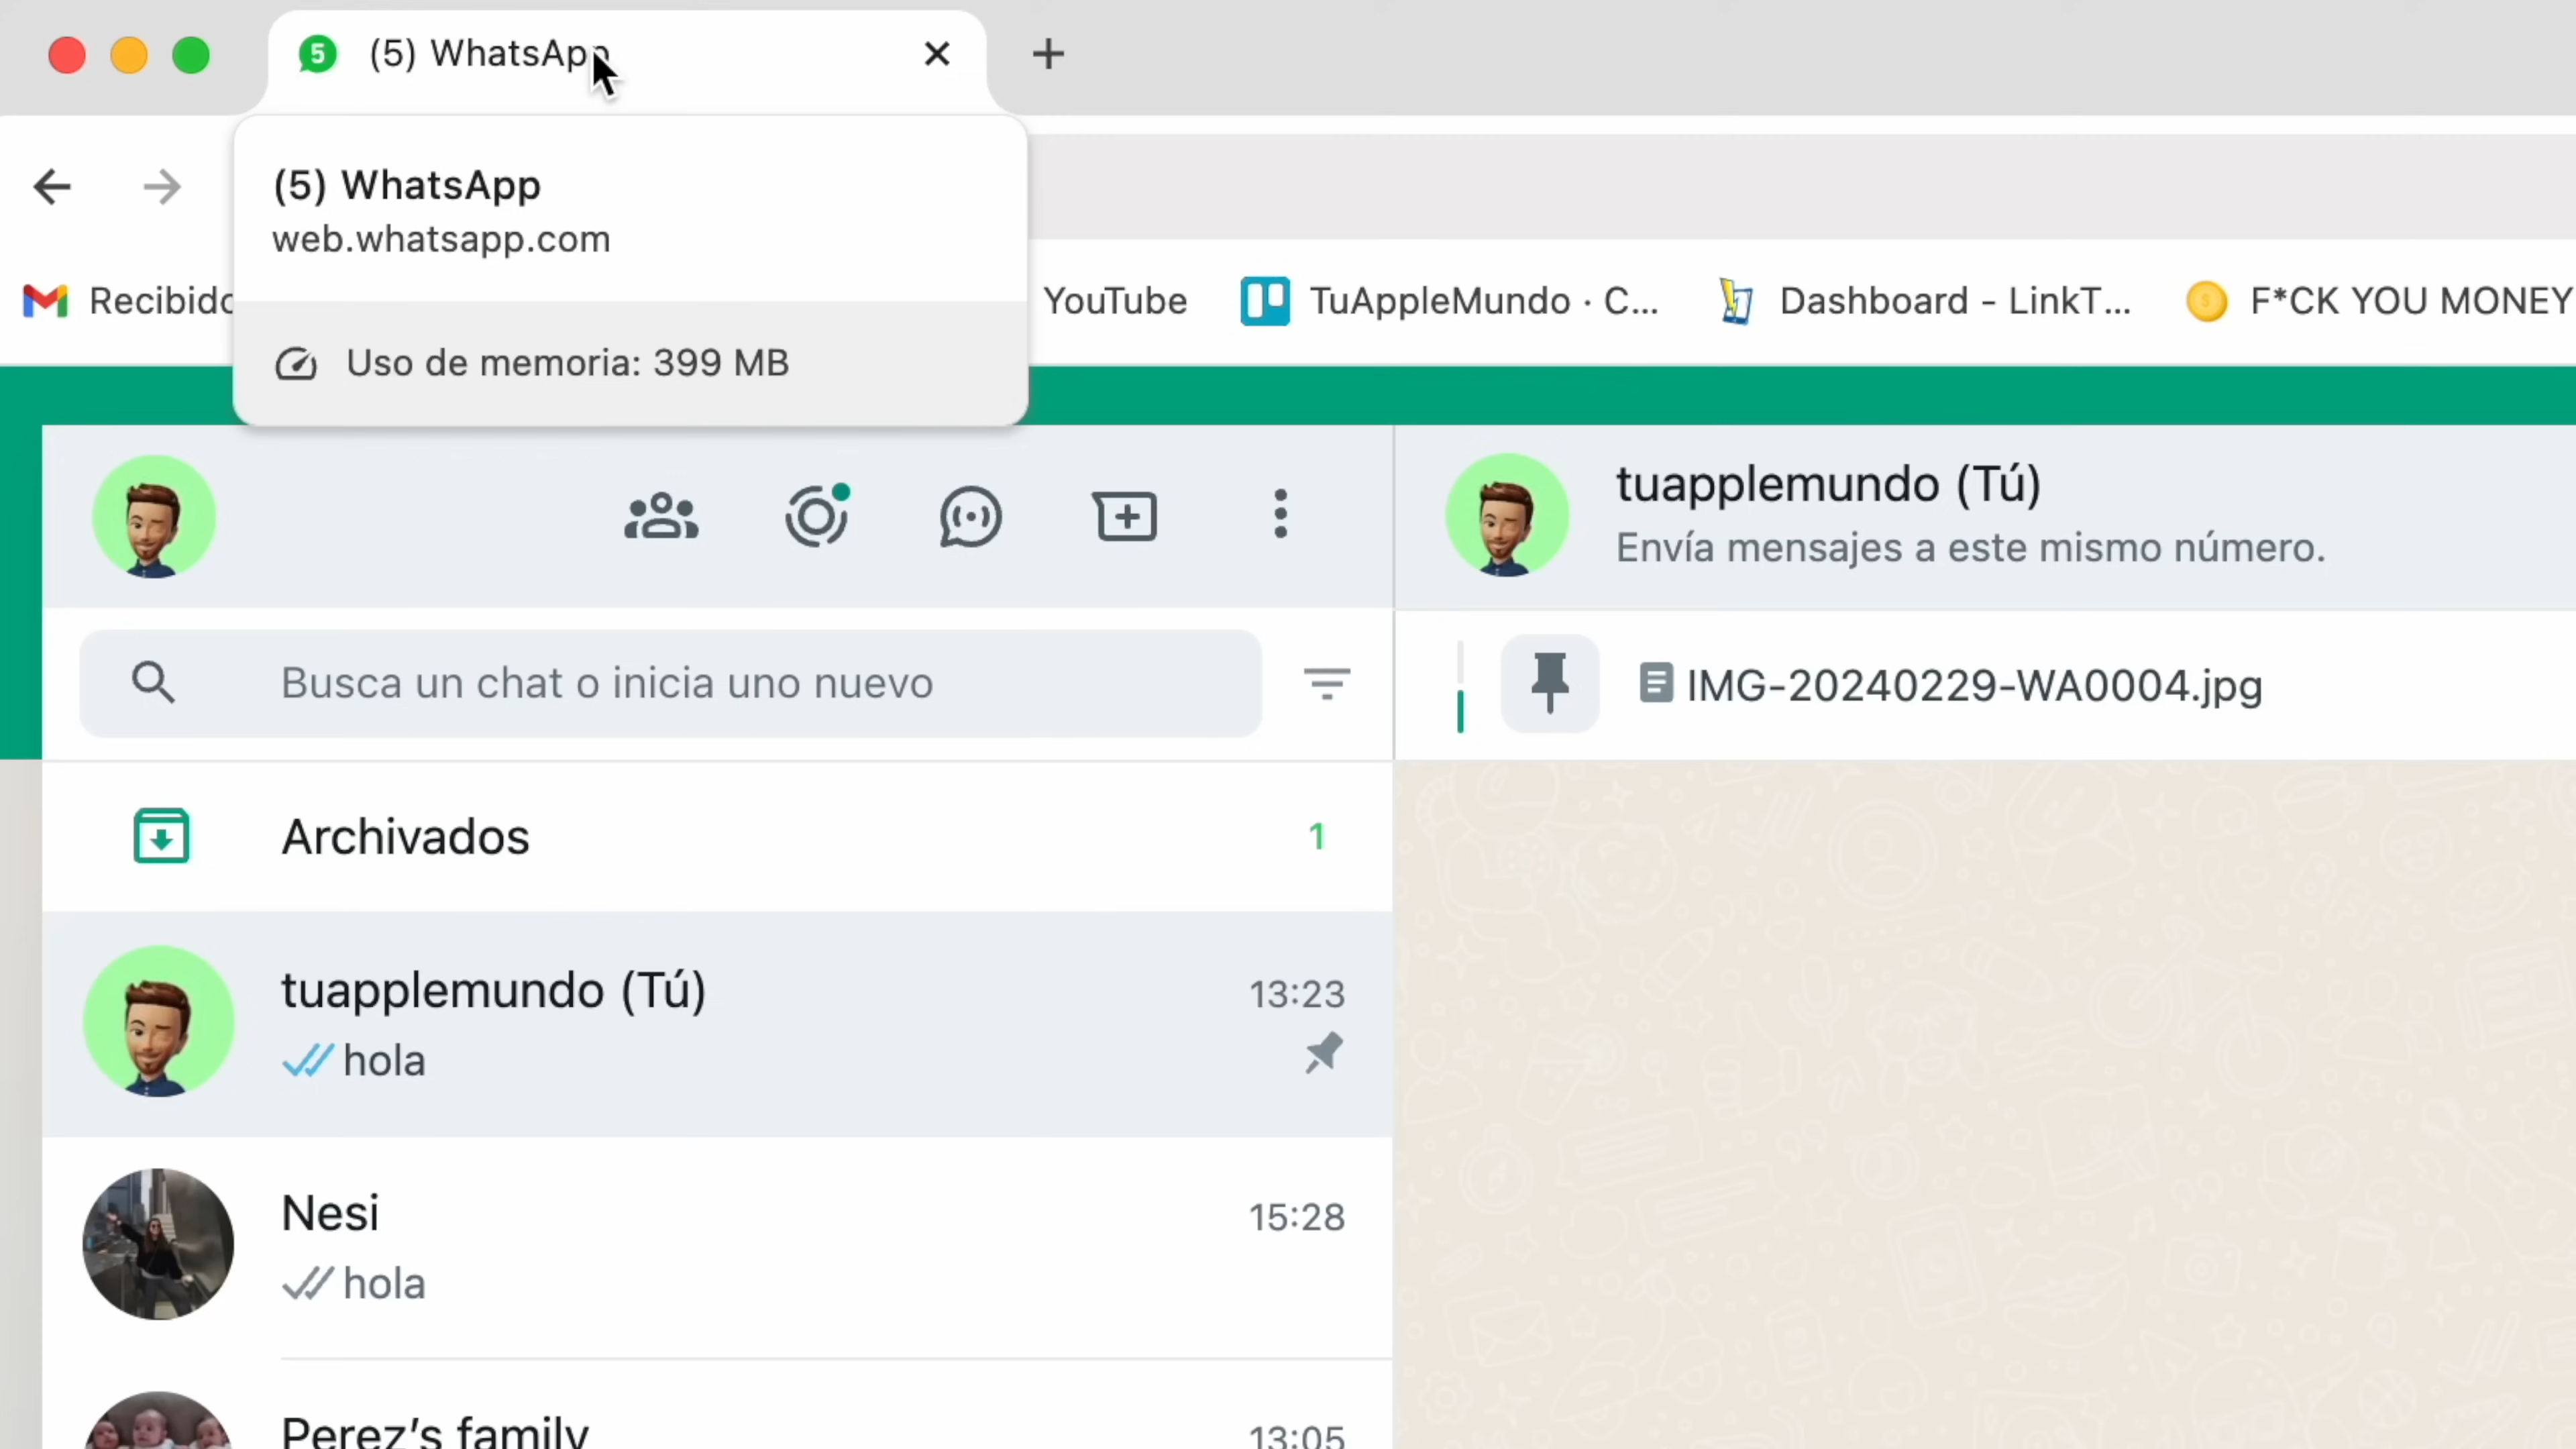 5 (5) WhatsApp
(5) WhatsApp
web.whatsapp.com
Uso de memoria: 399 MB
YouTube TuAppleMundo · C... Dashboard - LinkT... F*CK YOU MONEY
tuapplemundo (Tú)
Envía mensajes a este mismo número.
Busca un chat o inicia uno nuevo
IMG-20240229-WA0004.jpg
Archivados 1
tuapplemundo (Tú) 13:23
hola
Nesi 15:28
hola
Perez's family 13:05